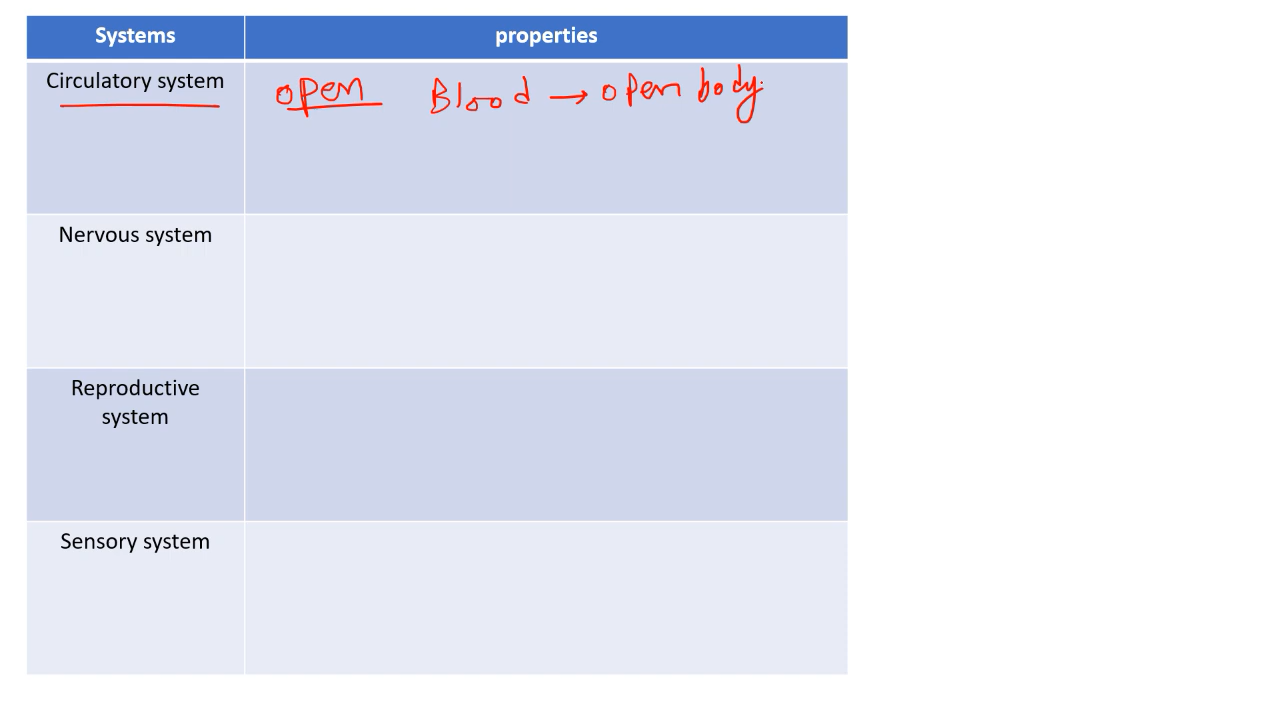 Systems properties
Circulatory system open Blood → open body
Nervous system
Reproductive
system
Sensory system